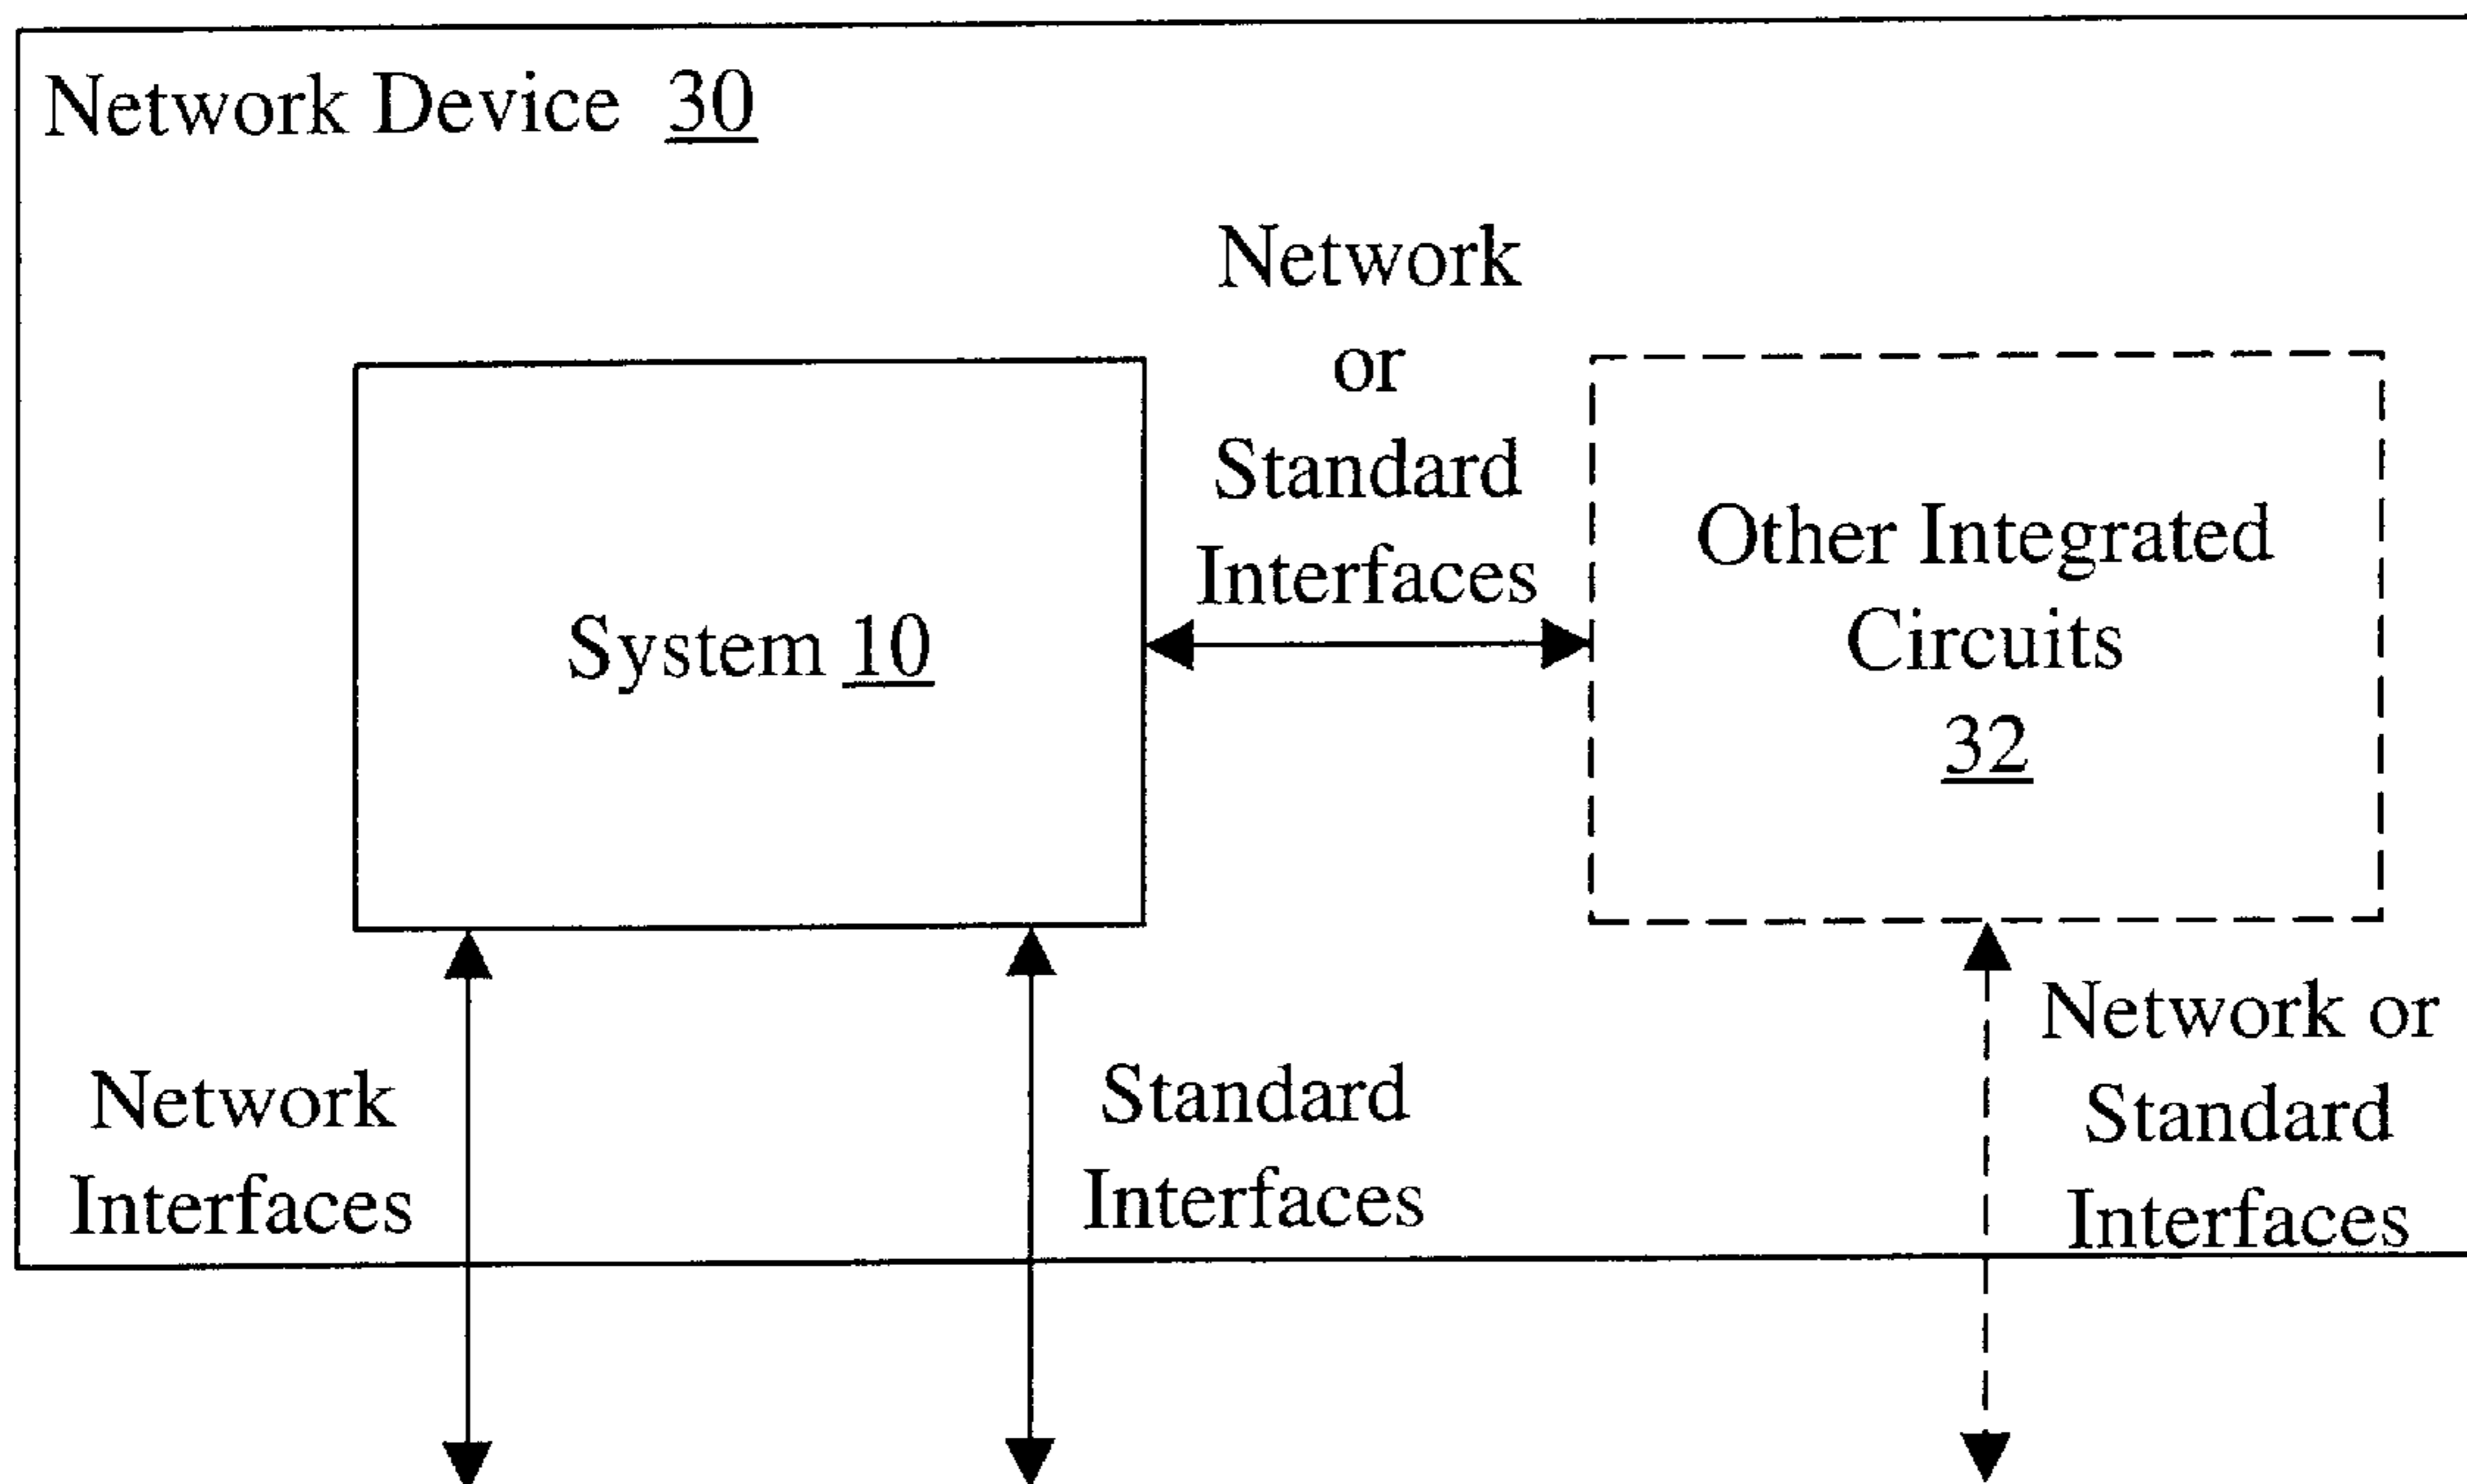 Network Device 30
Network
or
Standard
Interfaces
System 10
Other Integrated
Circuits
32
Network
Interfaces
Standard
Interfaces
Network or
Standard
Interfaces